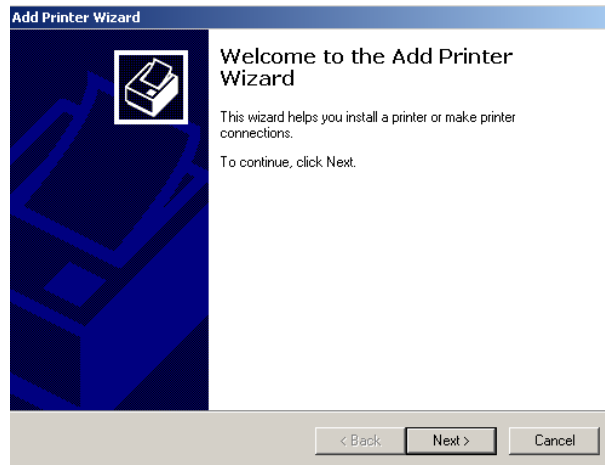 Add Printer Wizard
Welcome to the Add Printer
Wizard
This wizard helps you install a printer or make printer
connections.
To continue, click Next.
< Back
Next >
Cancel